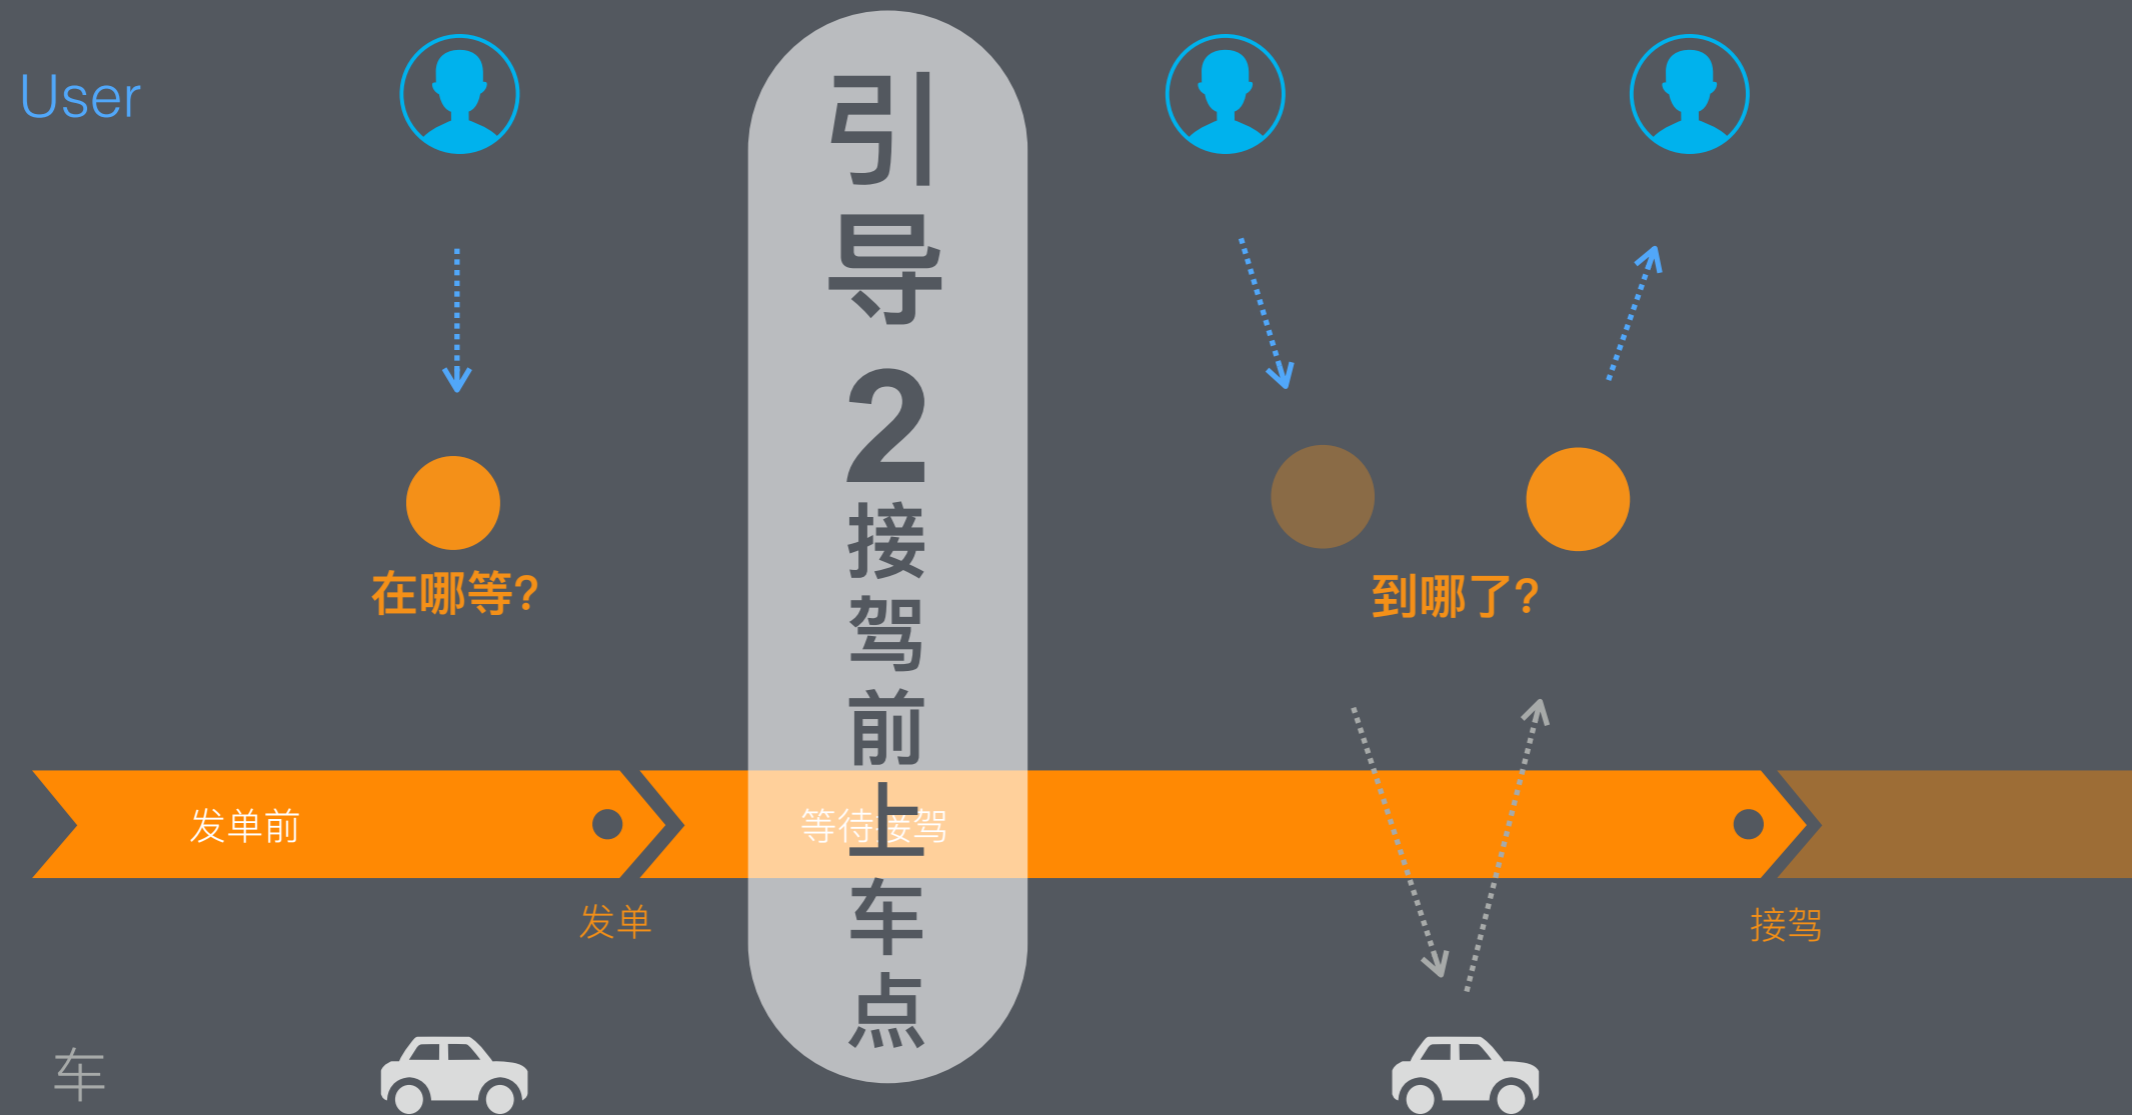 User
引导2接驾前上车点
在哪等?
到哪了?
发单前
等待接驾
发单
接驾
车